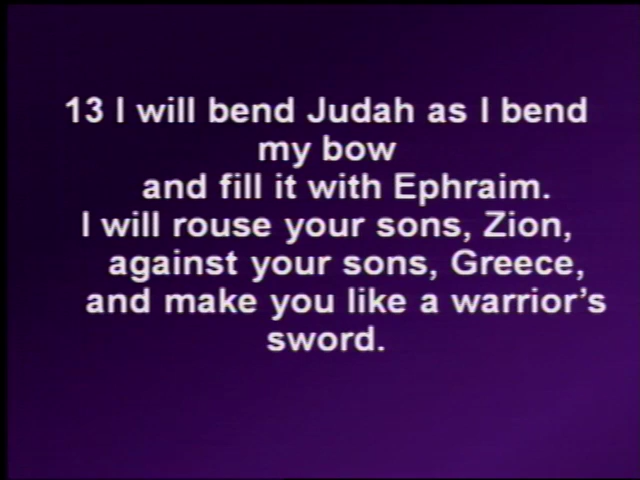 13 I will bend Judah as I bend
my bow
and fill it with Ephraim.
I will rouse your sons, Zion,
against your sons, Greece,
and make you like a warrior’s
sword.